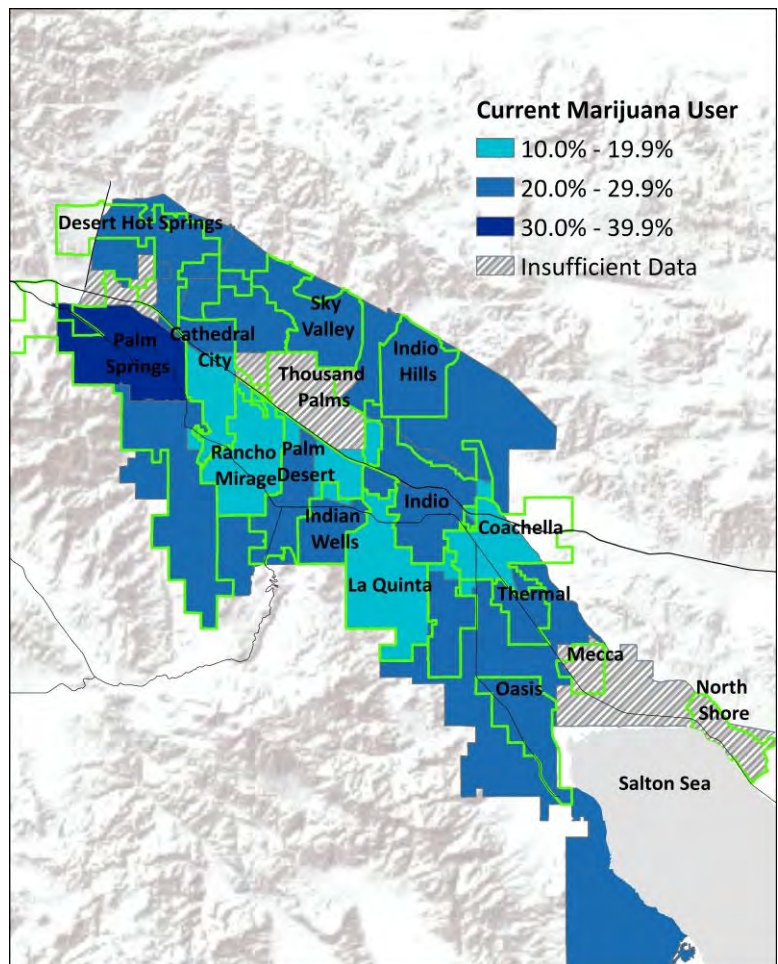 Current Marijuana User
10.0% - 19.9%
20.0% - 29.9%
30.0% - 39.9%
Insufficient Data
Desert Hot Springs
Sky
Valley
Cathedral
City
Palm
Springs
Indio
Hills
Thousand
Palms
Rancho
Mirage
Palm
Desert
Indio
Indian
Wells
Coachella
La Quinta
Thermal
Mecca
Oasis
North
Shore
Salton Sea